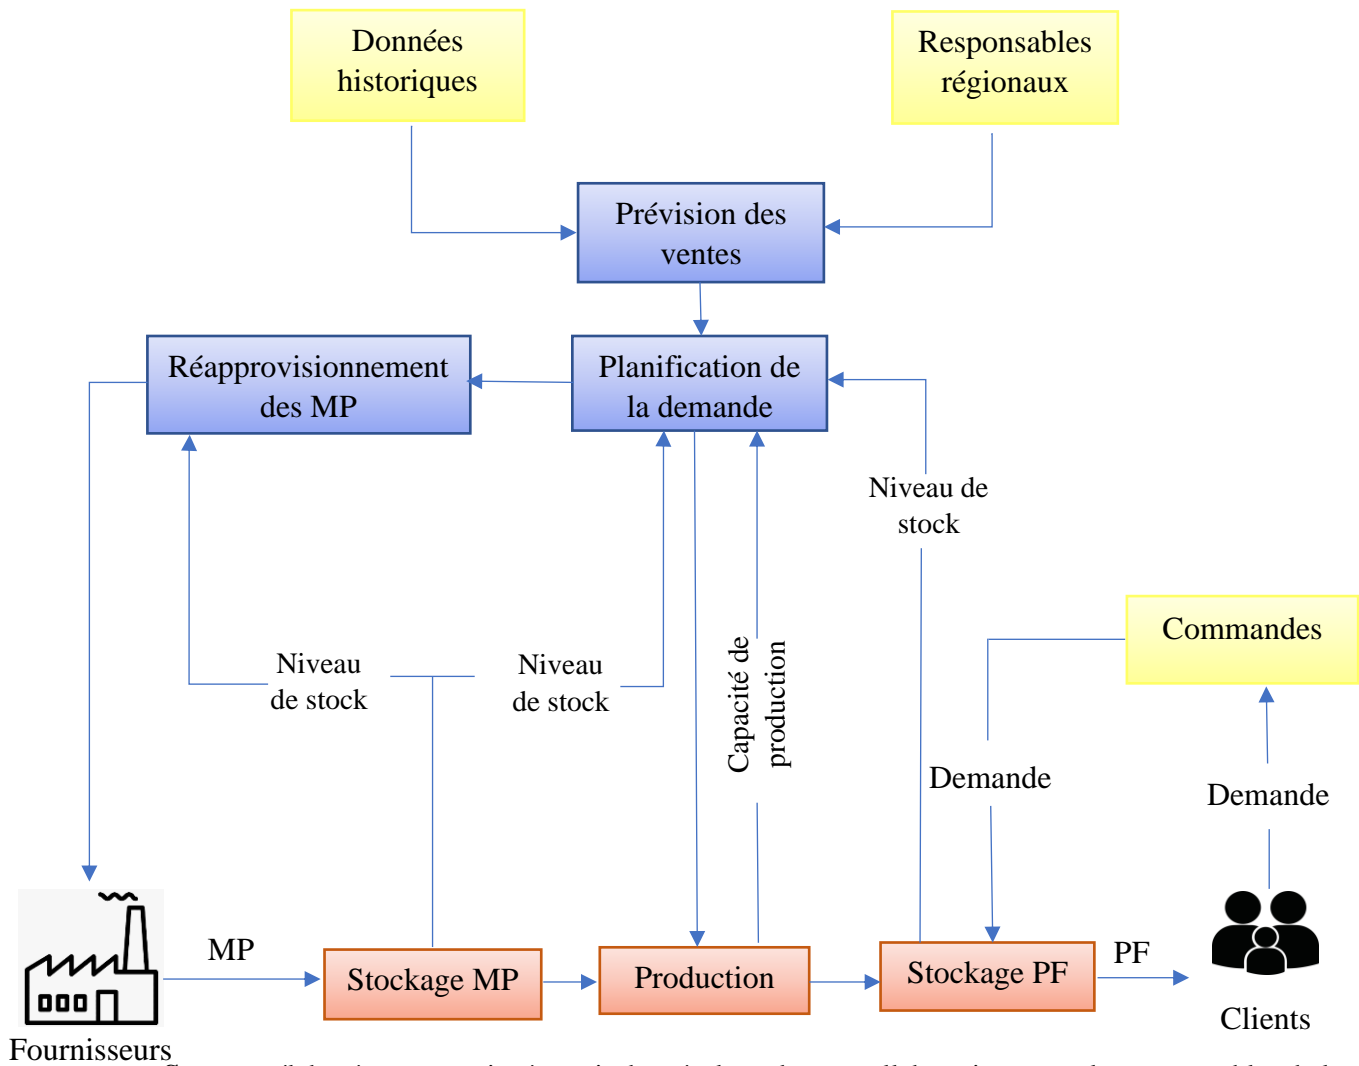 Données
historiques
Responsables
régionaux
Prévision des
ventes
Réapprovisionnement
des MP
Planification de
la demande
Niveau de
stock
Commandes
Niveau
de stock
Niveau
de stock
Capacité de
production
Demande
Demande
MP
Stockage MP
Production
Stockage PF
PF
Clients
Fournisseurs